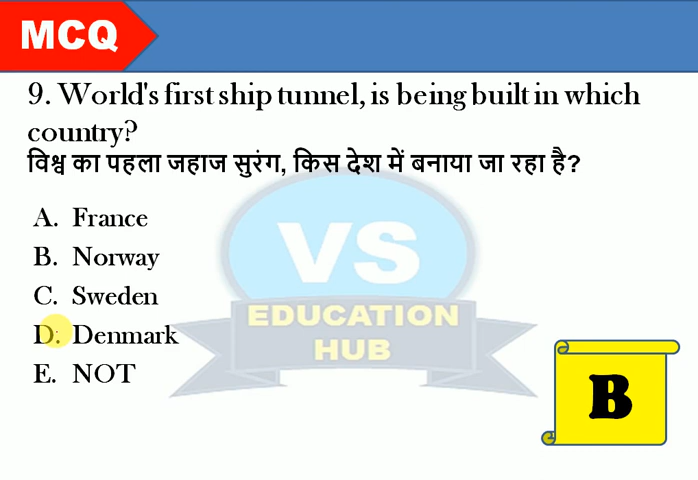 MCQ
9. World's first ship tunnel, is being built in which
country?
विश्व का पहला जहाज सुरंग, किस देश में बनाया जा रहा है?
A. France
B. Norway
C. Sweden
D. Denmark
E. NOT
VS
EDUCATION
HUB
B